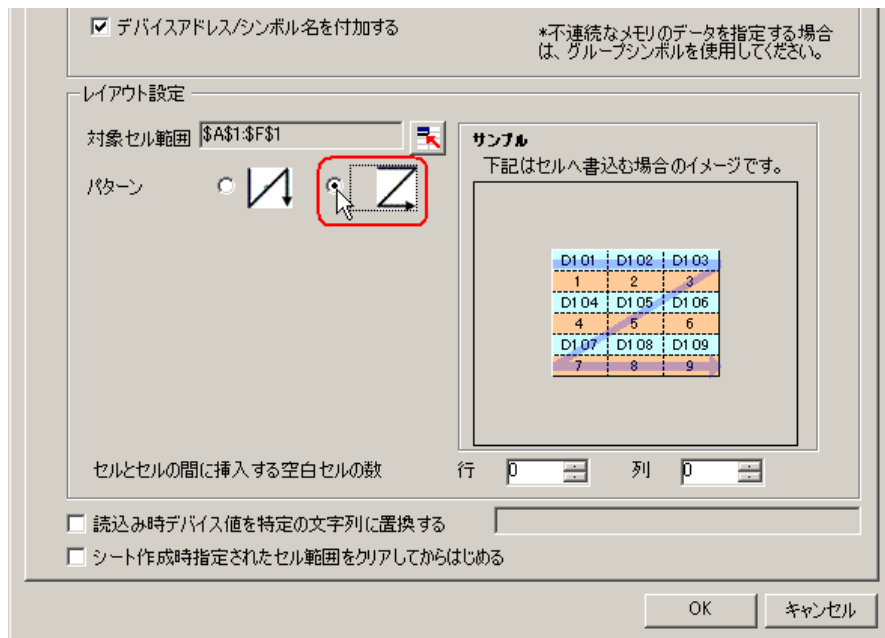 デバイスアドレス/シンボル名を付加する
*不連続なメモリのデータを指定する場合
は、グループシンボルを使用してください。
レイアウト設定
対象セル範囲 $A$1:$F$1
パターン
サンプル
下記はセルへ書込む場合のイメージです。
D101 D102 D103
1 2 3
D104 D105 D106
4 5 6
D107 D108 D109
7 8 9
セルとセルの間に挿入する空白セルの数 行 0 列 0
読込み時デバイス値を特定の文字列に置換する
シート作成時指定されたセル範囲をクリアしてからはじめる
OK キャンセル